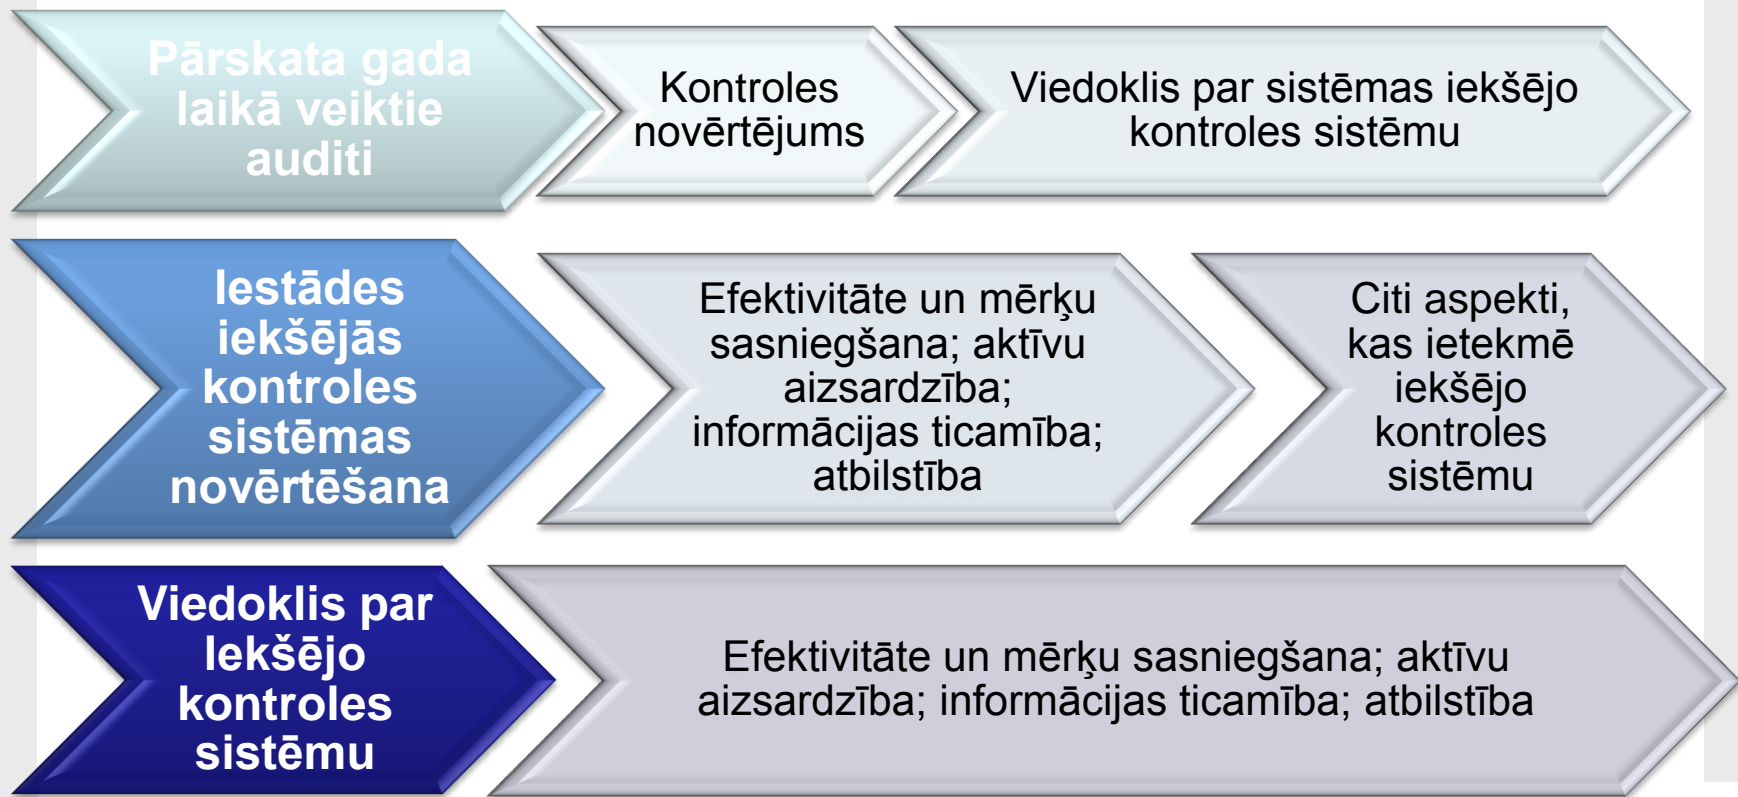 Pārskata gada
laikā veiktie
auditi
Kontroles
novērtējums
Viedoklis par sistēmas iekšējo
kontroles sistēmu
Iestādes
iekšējās
kontroles
sistēmas
novērtēšana
Efektivitāte un mērķu
sasniegšana; aktīvu
aizsardzība;
informācijas ticamība;
atbilstība
Citi aspekti,
kas ietekmē
iekšējo
kontroles
sistēmu
Viedoklis par
Iekšējo
kontroles
sistēmu
Efektivitāte un mērķu sasniegšana; aktīvu
aizsardzība; informācijas ticamība; atbilstība